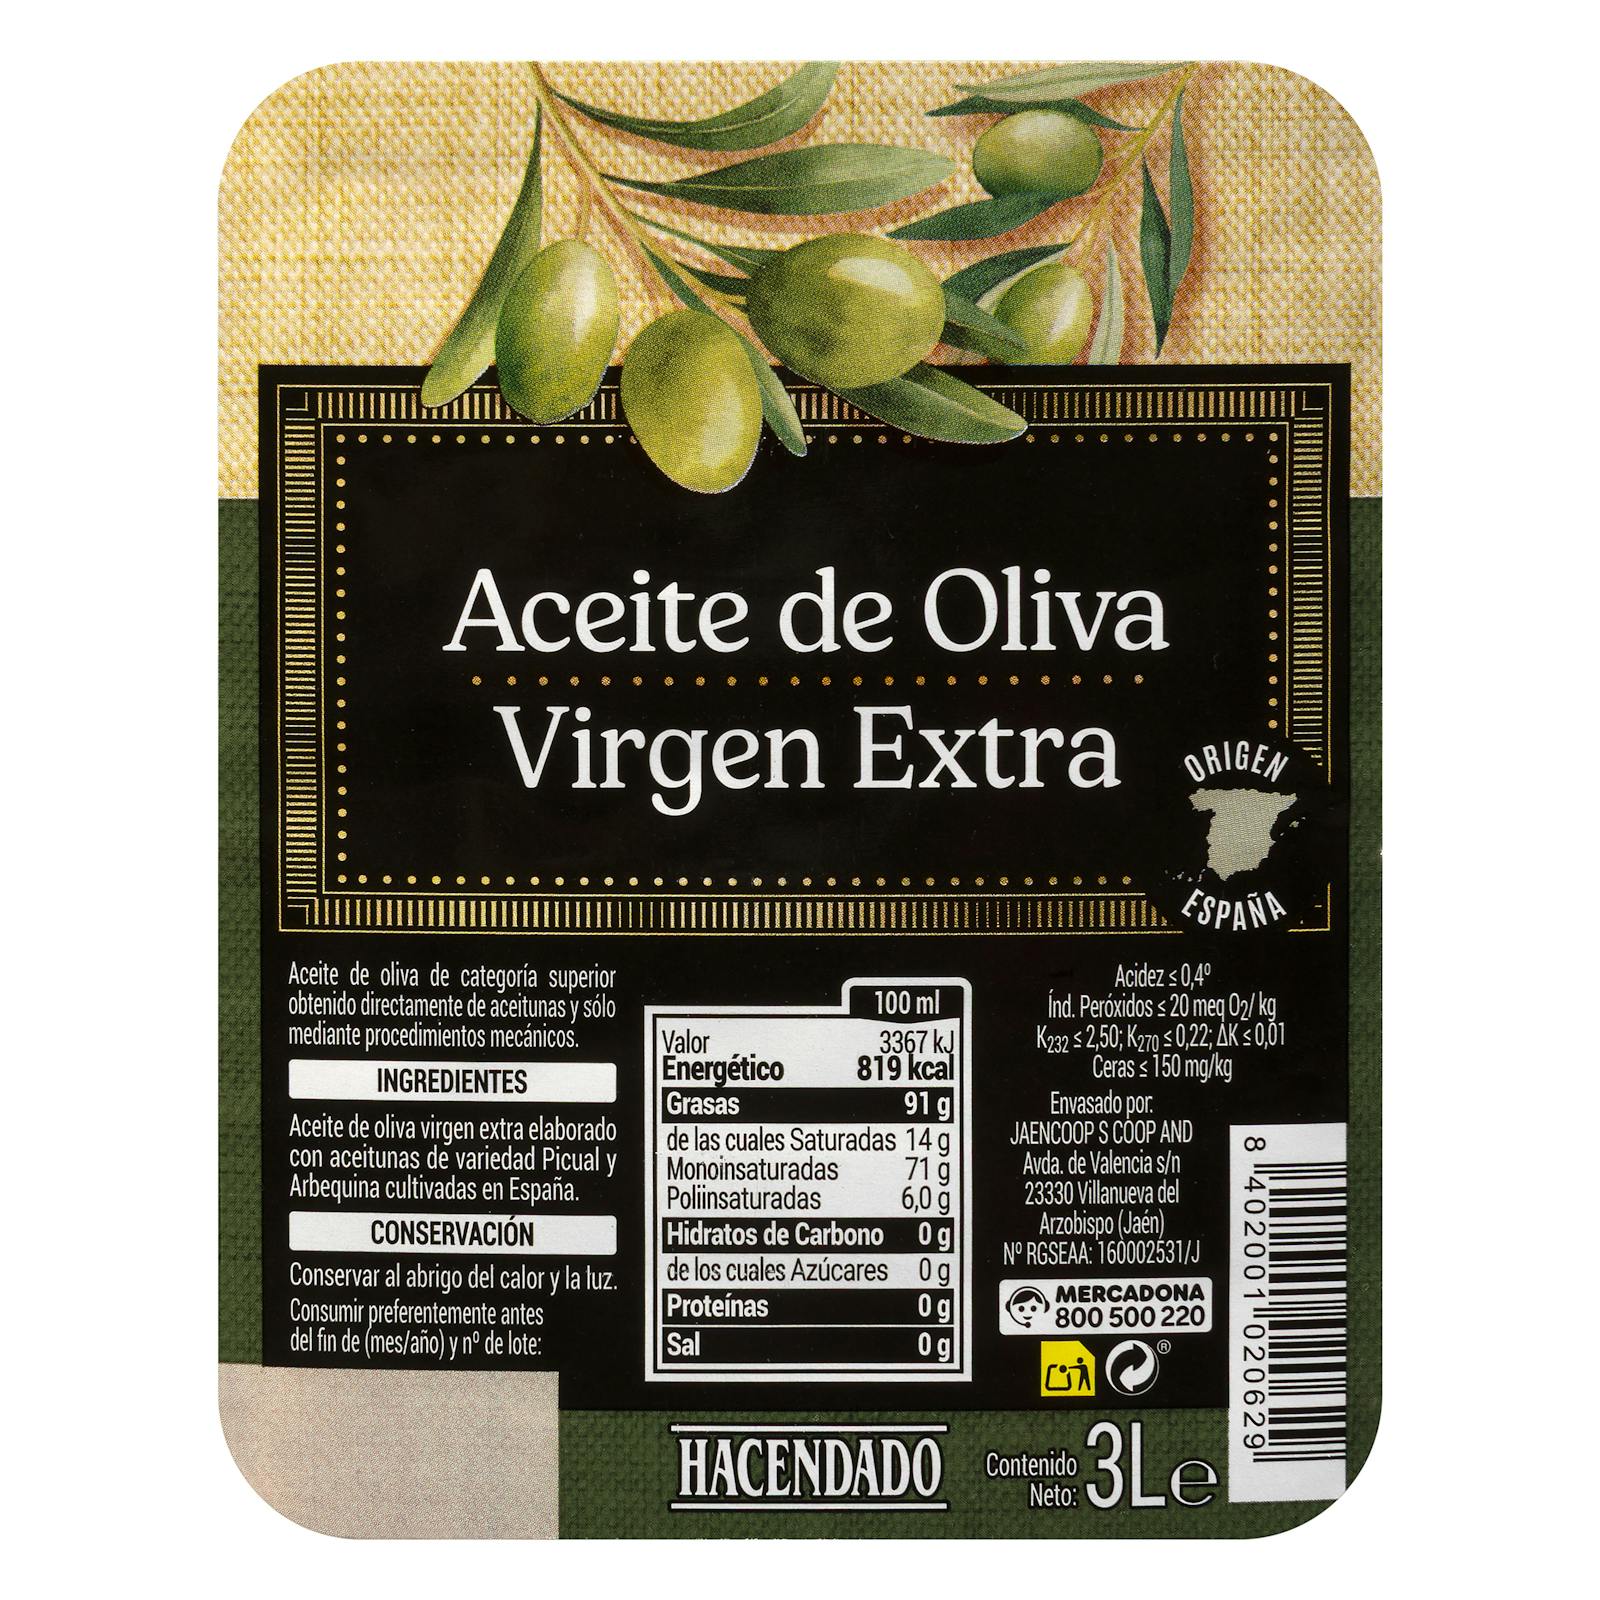 Aceite de Oliva
Virgen Extra
ORIGEN
ESPAÑA
Aceite de oliva de categoría superior
obtenido directamente de aceitunas y sólo
mediante procedimientos mecánicos.
INGREDIENTES
Aceite de oliva virgen extra elaborado
con aceitunas de variedad Picual y
Arbequina cultivadas en España.
CONSERVACIÓN
Conservar al abrigo del calor y la luz.
Consumir preferentemente antes
del fin de (mes/año) y nº de lote:
100 ml
Valor 3367 kJ
Energético 819 kcal
Grasas 91 g
de las cuales Saturadas 14 g
Monoinsaturadas 71 g
Poliinsaturadas 6,0 g
Hidratos de Carbono 0 g
de los cuales Azúcares 0 g
Proteínas 0 g
Sal 0 g
Acidez ≤ 0,4º
Índ. Peróxidos ≤ 20 meq O2/ kg
K232 ≤ 2,50; K270 ≤ 0,22; ΔK ≤ 0,01
Ceras ≤ 150 mg/kg
Envasado por:
JAENCOOP S COOP AND
Avda. de Valencia s/n
23330 Villanueva del
Arzobispo (Jaén)
Nº RGSEAA: 160002531/J
MERCADONA
800 500 220
®
8 402001 020629
HACENDADO
Contenido
Neto: 3L e